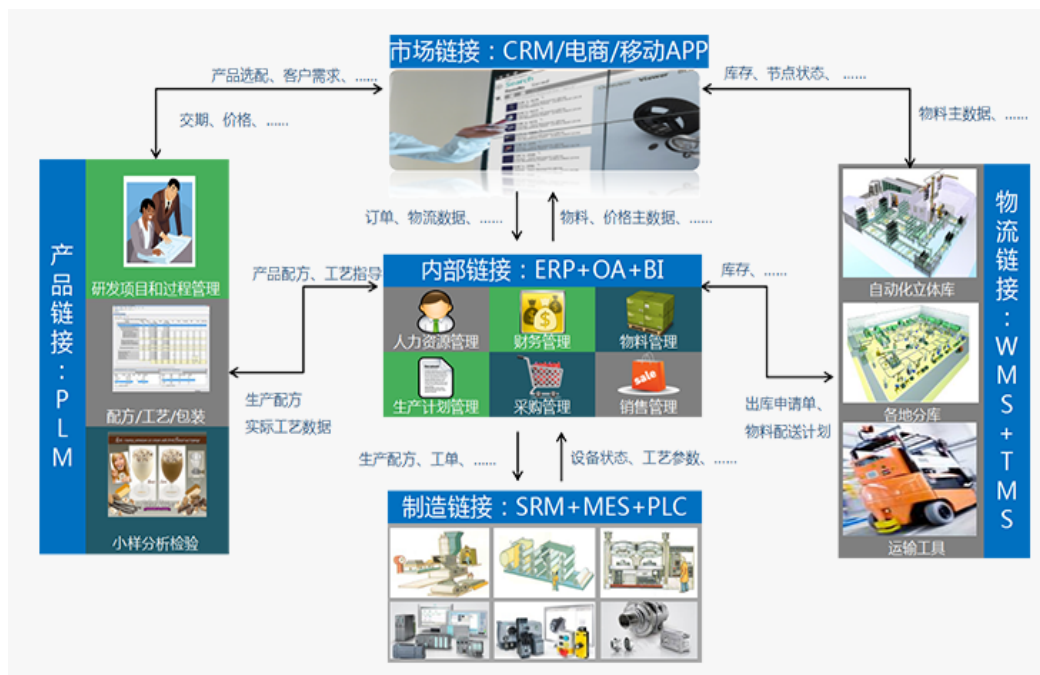 市场链接：CRM/电商/移动APP
产品选配、客户需求、……
库存、节点状态、……
交期、价格、……
物料主数据、……
Search
产品链接：PLM
研发项目和过程管理
配方/工艺/包装
小样分析检验
订单、物流数据、……
物料、价格主数据、……
产品配方、工艺指导
内部链接：ERP+OA+BI
库存、……
人力资源管理
财务管理
物料管理
生产计划管理
采购管理
sale
销售管理
生产配方
实际工艺数据
出库申请单、
物料配送计划
生产配方、工单、……
设备状态、工艺参数、……
制造链接：SRM+MES+PLC
物流链接：WMS+TMS
自动化立体库
各地分库
运输工具